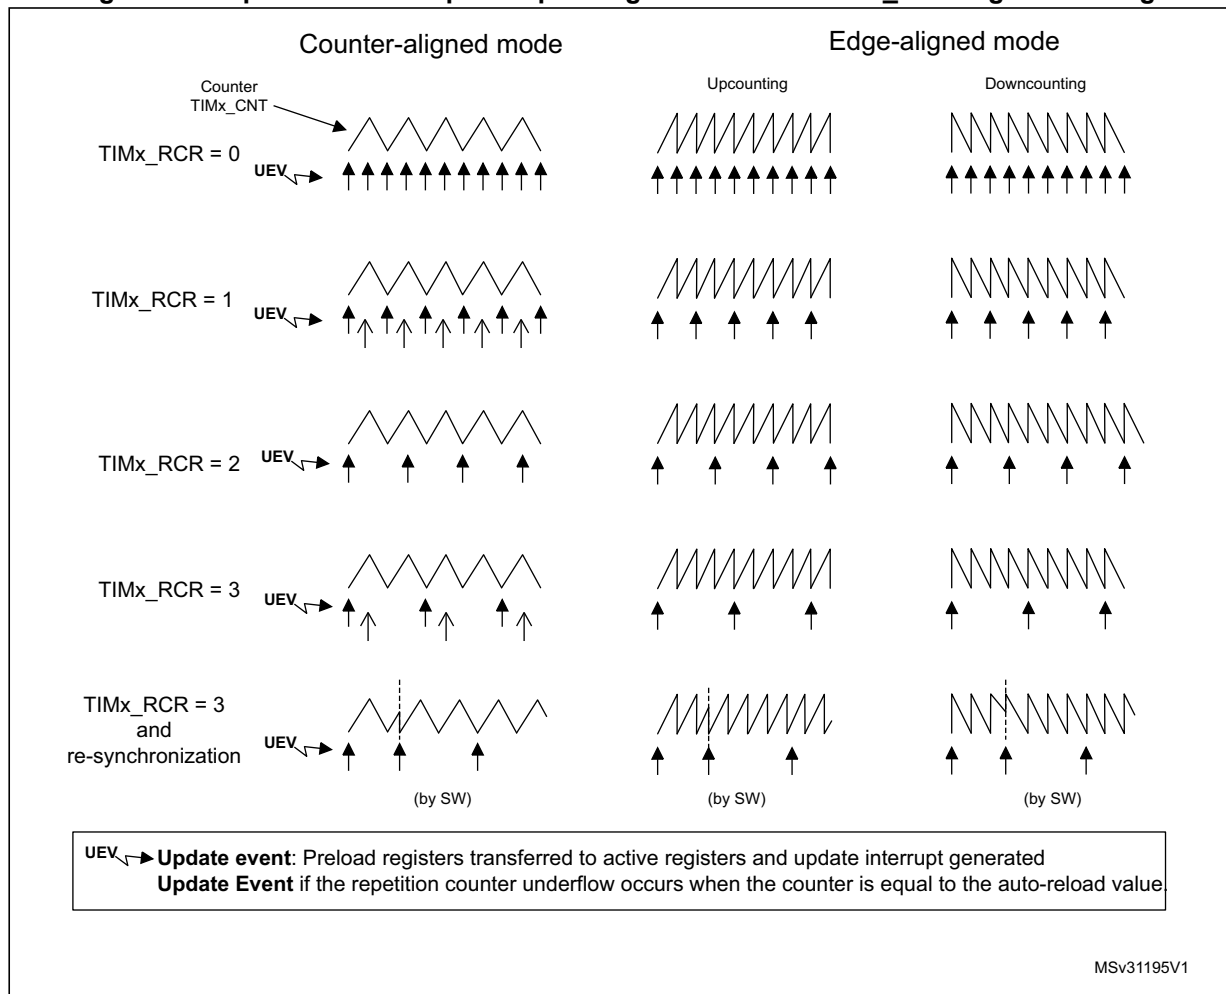 Counter-aligned mode
Edge-aligned mode
Counter
TIMx_CNT
Upcounting
Downcounting
TIMx_RCR = 0
UEV
TIMx_RCR = 1
UEV
TIMx_RCR = 2
UEV
TIMx_RCR = 3
UEV
TIMx_RCR = 3
and
re-synchronization
UEV
(by SW)
(by SW)
(by SW)
UEV
Update event: Preload registers transferred to active registers and update interrupt generated
Update Event if the repetition counter underflow occurs when the counter is equal to the auto-reload value.
MSv31195V1